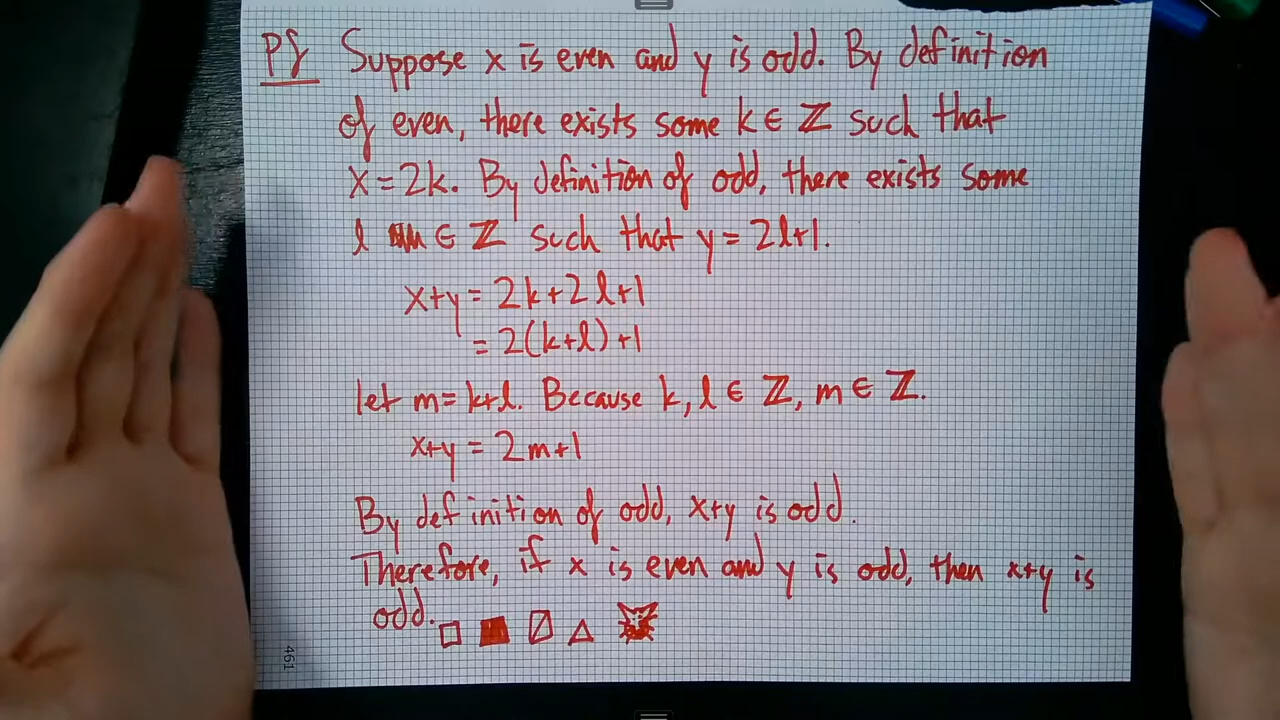 Pf Suppose x is even and y is odd. By definition
of even, there exists some k ∈ ℤ such that
x = 2k. By definition of odd, there exists some
l ∈ ℤ such that y = 2l+1.
x+y = 2k+2l+1
= 2(k+l)+1
let m = k+l. Because k, l ∈ ℤ, m ∈ ℤ.
x+y = 2m+1
By definition of odd, x+y is odd.
Therefore, if x is even and y is odd, then x+y is
odd. □ ■ ⍁ △
461